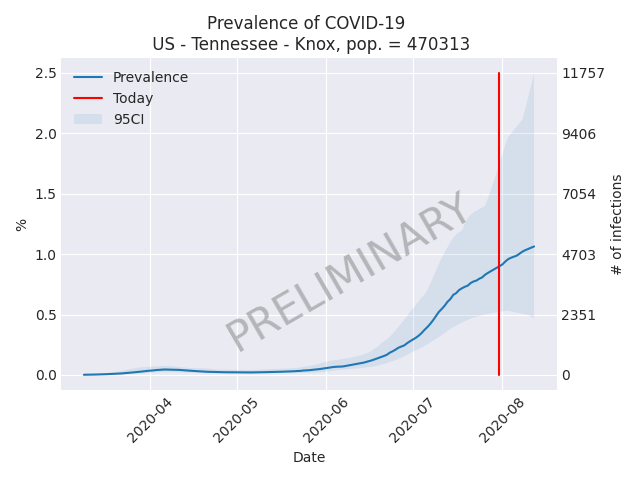 Prevalence of COVID-19
US - Tennessee - Knox, pop. = 470313
Prevalence
Today
95CI
PRELIMINARY
2.5
2.0
1.5
1.0
0.5
0.0
%
11757
9406
7054
4703
2351
0
# of infections
2020-04
2020-05
2020-06
2020-07
2020-08
Date